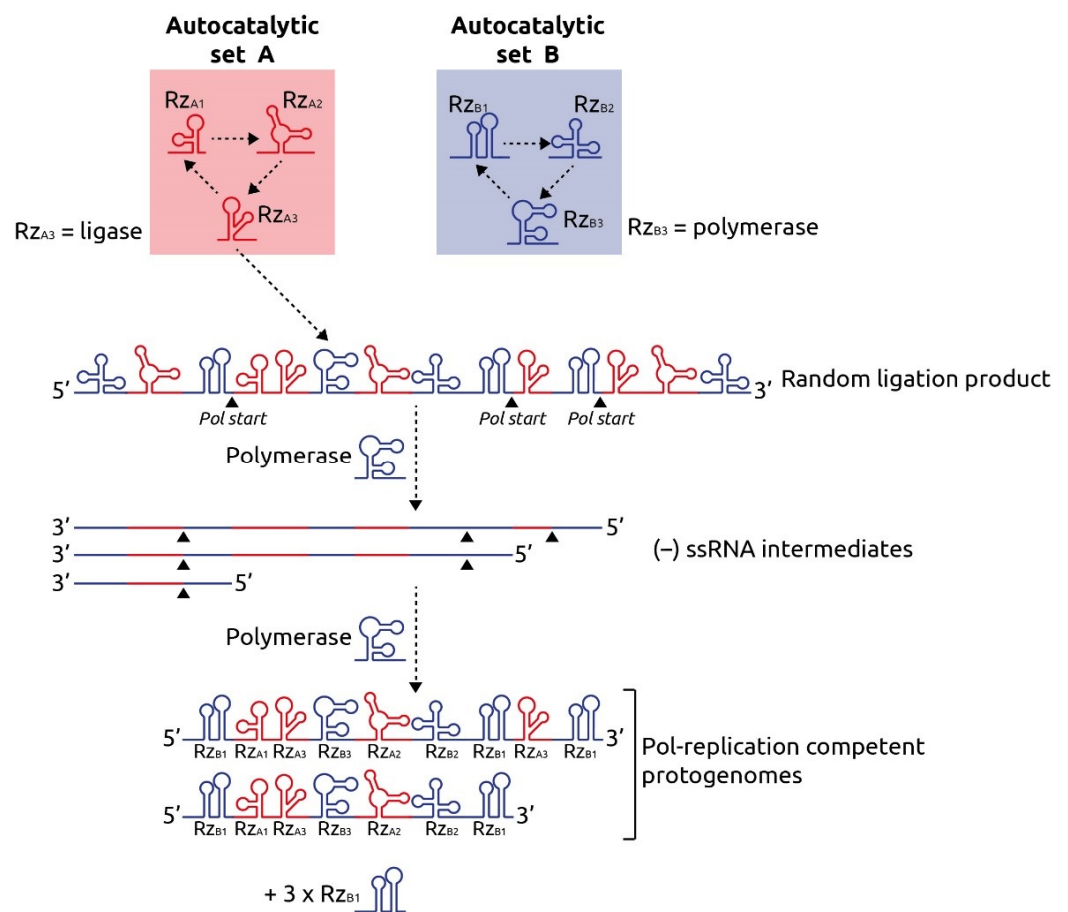 Autocatalytic
set A
Autocatalytic
set B
RzA1
RzA2
RzB1
RzB2
RzA3 = ligase
RzA3
RzB3
RzB3 = polymerase
5’
3’
Random ligation product
Pol start
Pol start
Pol start
Polymerase
3’
5’
3’
5’
(–) ssRNA intermediates
3’
5’
Polymerase
5’
3’
RzB1 RzA1 RzA3 RzB3 RzA2 RzB2 RzB1 RzA3 RzB1
Pol-replication competent
protogenomes
5’
3’
RzB1 RzA1 RzA3 RzB3 RzA2 RzB2 RzB1
+ 3 x RzB1